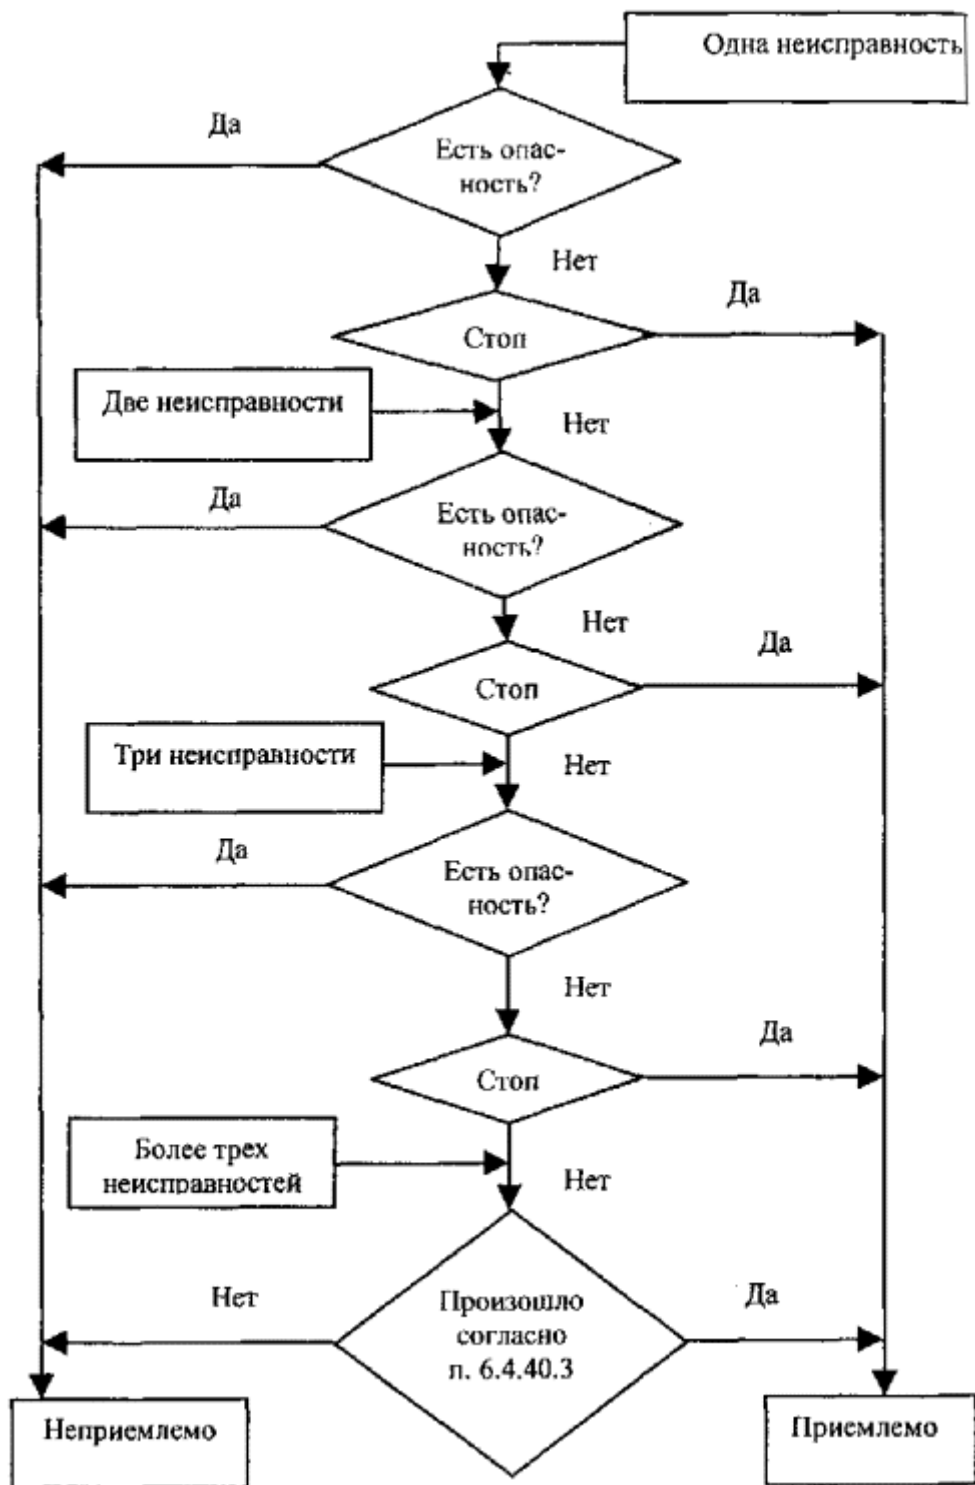 Одна неисправность
Да
Есть опас-
ность?
Нет
Да
Стоп
Две неисправности
Нет
Да
Есть опас-
ность?
Нет
Да
Стоп
Три неисправности
Нет
Да
Есть опас-
ность?
Нет
Да
Стоп
Более трех
неисправностей
Нет
Нет
Произошло
согласно
п. 6.4.40.3
Да
Неприемлемо
Приемлемо